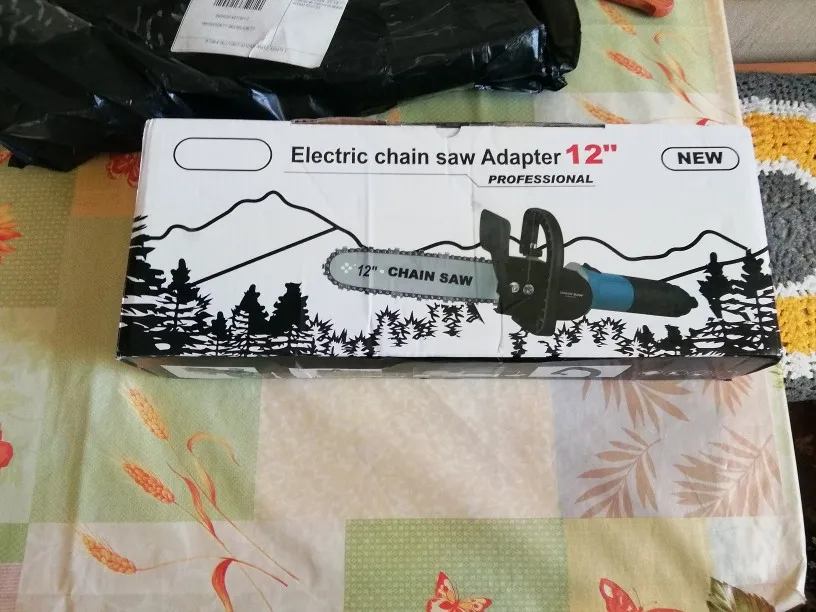 Electric chain saw Adapter 12"
NEW
PROFESSIONAL
12" CHAIN SAW